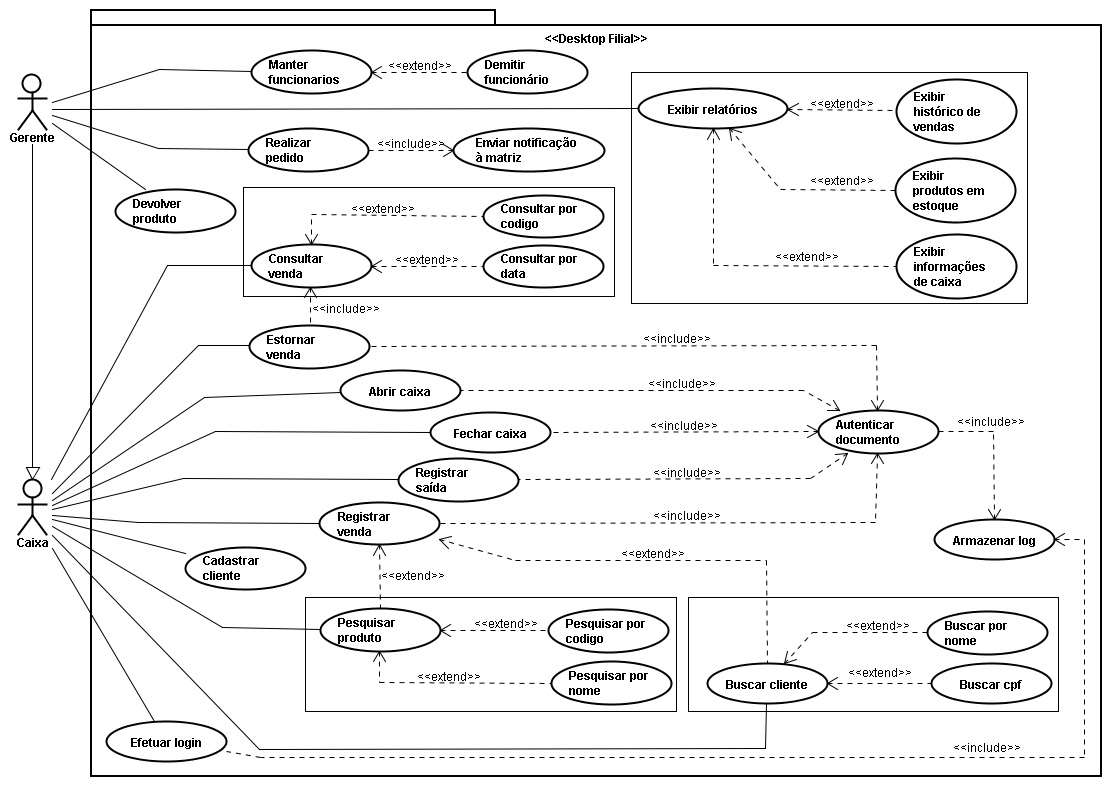 <<Desktop Filial>>
Manter
funcionarios
<<extend>>
Demitir
funcionário
Gerente
Exibir relatórios
<<extend>>
Exibir
histórico de
vendas
Realizar
pedido
<<include>>
Enviar notificação
à matriz
<<extend>>
Exibir
produtos em
estoque
Devolver
produto
<<extend>>
Consultar por
codigo
Consultar
venda
<<extend>>
Consultar por
data
<<extend>>
Exibir
informações
de caixa
<<include>>
Estornar
venda
<<include>>
Abrir caixa
<<include>>
Fechar caixa
<<include>>
Autenticar
documento
<<include>>
Registrar
saída
<<include>>
Registrar
venda
<<include>>
Caixa
Armazenar log
Cadastrar
cliente
<<extend>>
<<extend>>
Pesquisar
produto
<<extend>>
Pesquisar por
codigo
<<extend>>
Pesquisar por
nome
<<extend>>
Buscar por
nome
Buscar cliente
<<extend>>
Buscar cpf
Efetuar login
<<include>>